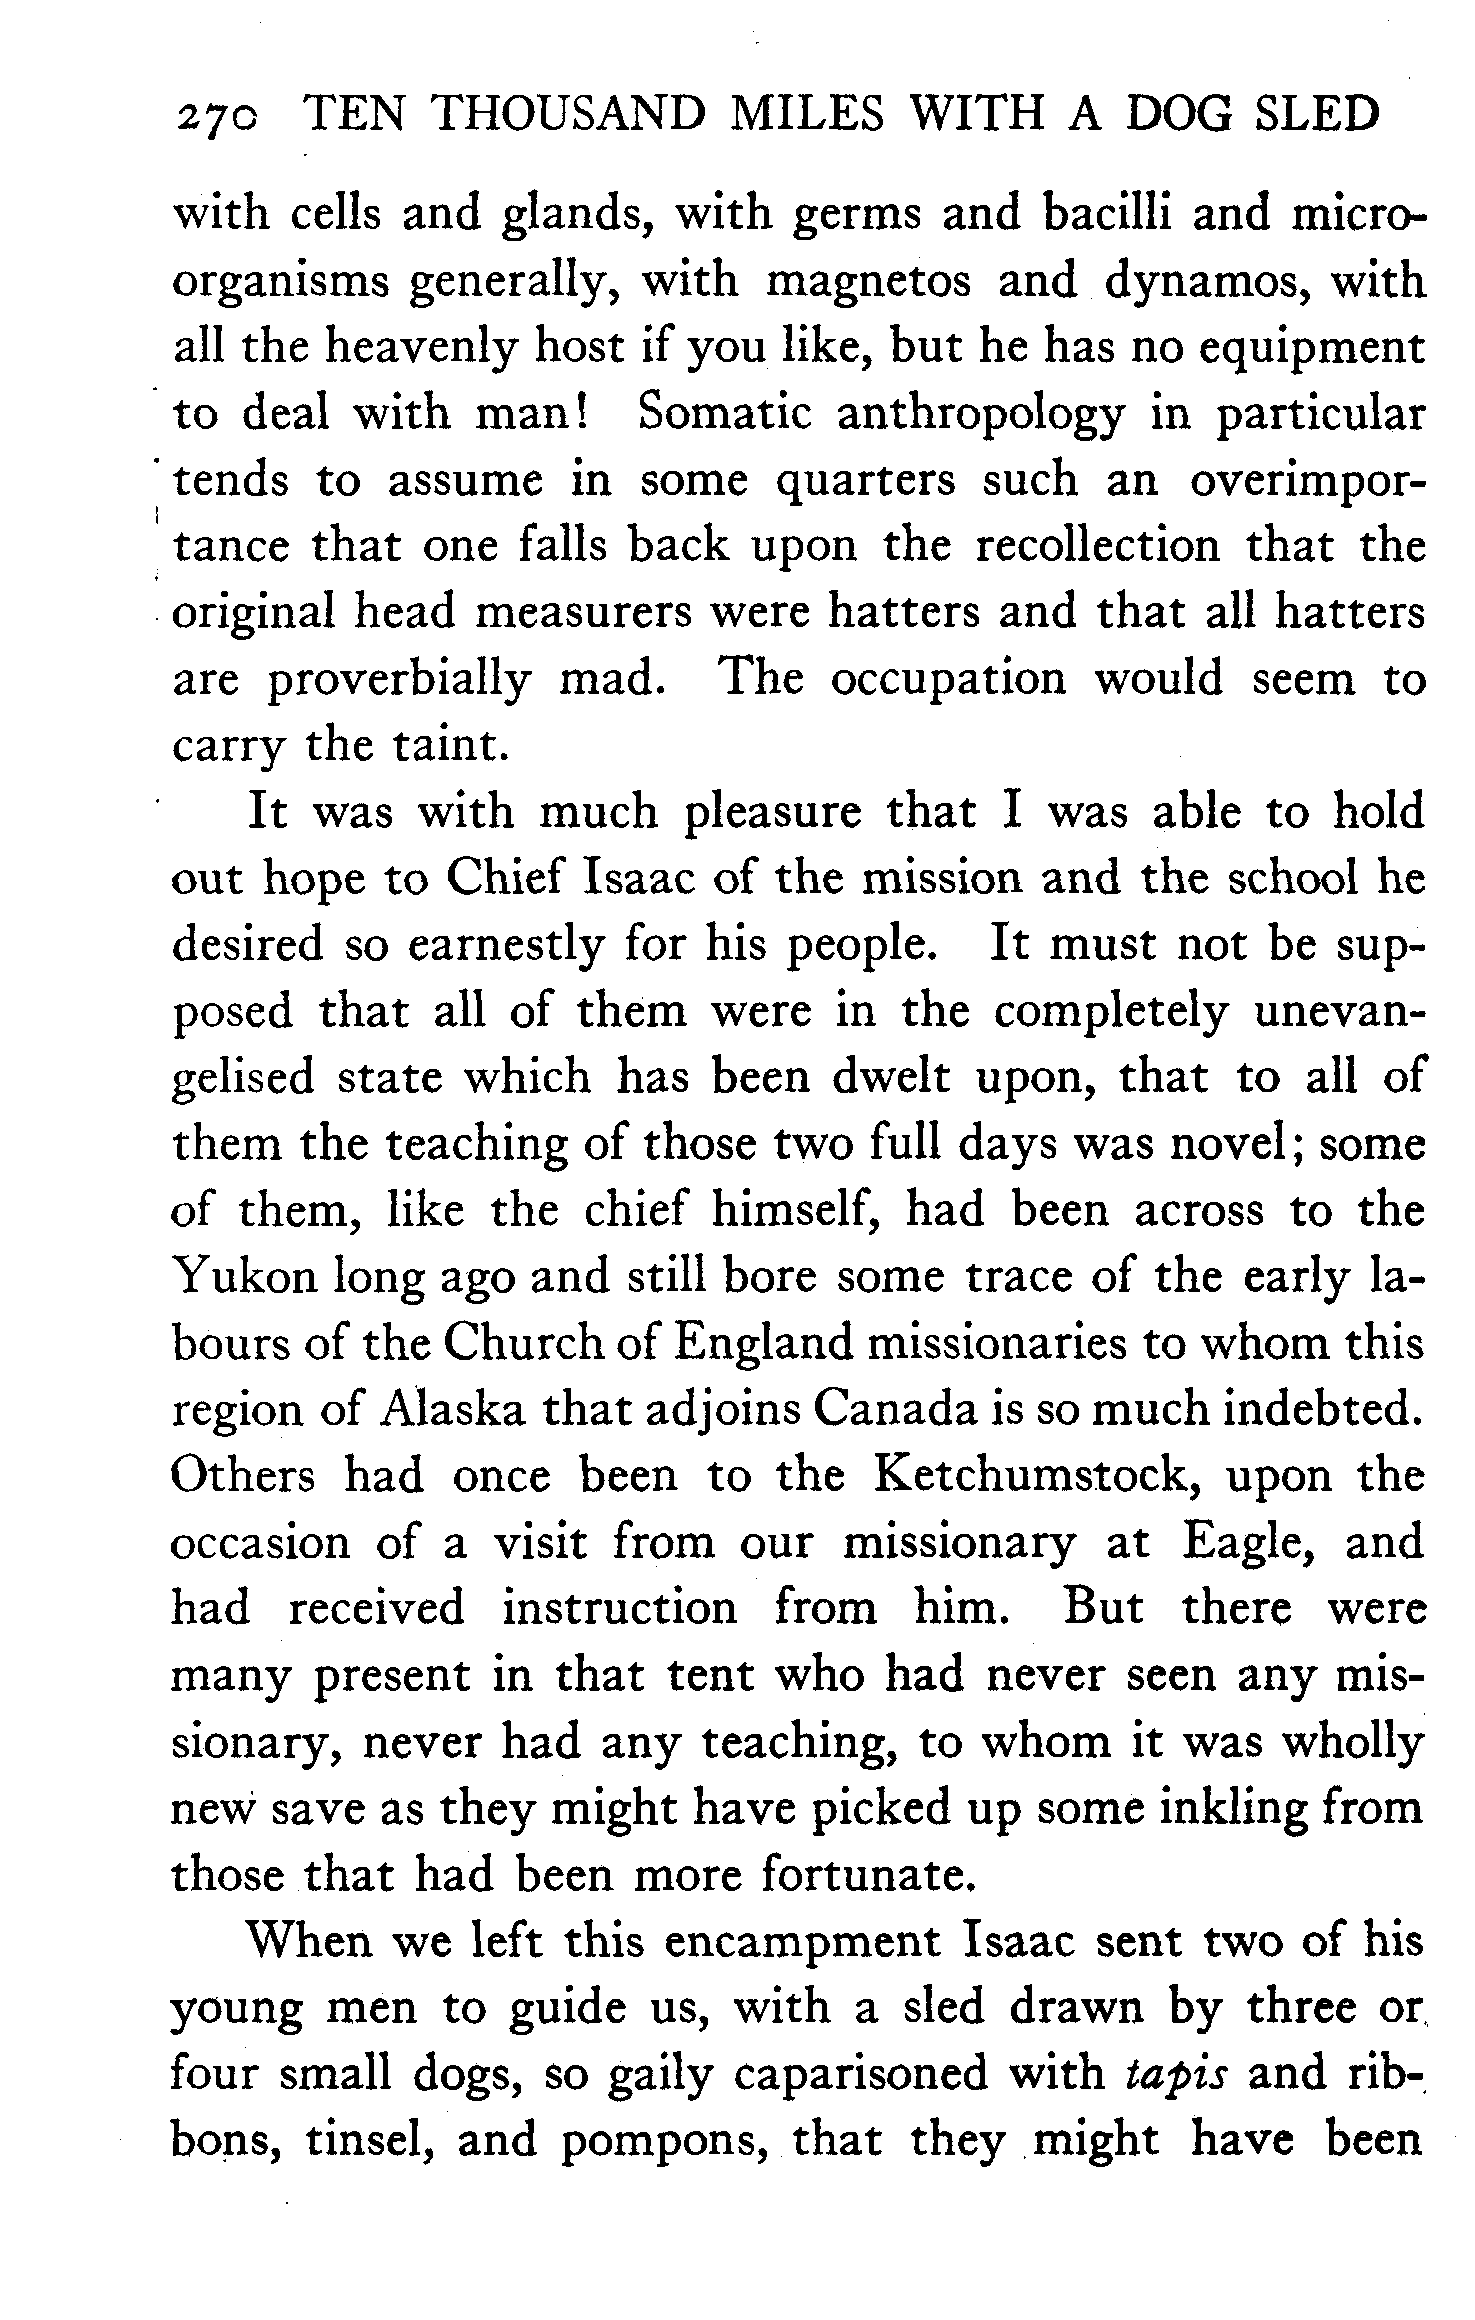 270 TEN THOUSAND MILES WITH A DOG SLED
with cells and glands, with germs and bacilli and micro-
organisms generally, with magnetos and dynamos, with
all the heavenly host if you like, but he has no equipment
to deal with man! Somatic anthropology in particular
tends to assume in some quarters such an overimpor-
tance that one falls back upon the recollection that the
original head measurers were hatters and that all hatters
are proverbially mad. The occupation would seem to
carry the taint.
It was with much pleasure that I was able to hold
out hope to Chief Isaac of the mission and the school he
desired so earnestly for his people. It must not be sup-
posed that all of them were in the completely unevan-
gelised state which has been dwelt upon, that to all of
them the teaching of those two full days was novel; some
of them, like the chief himself, had been across to the
Yukon long ago and still bore some trace of the early la-
bours of the Church of England missionaries to whom this
region of Alaska that adjoins Canada is so much indebted.
Others had once been to the Ketchumstock, upon the
occasion of a visit from our missionary at Eagle, and
had received instruction from him. But there were
many present in that tent who had never seen any mis-
sionary, never had any teaching, to whom it was wholly
new save as they might have picked up some inkling from
those that had been more fortunate.
When we left this encampment Isaac sent two of his
young men to guide us, with a sled drawn by three or
four small dogs, so gaily caparisoned with tapis and rib-
bons, tinsel, and pompons, that they might have been